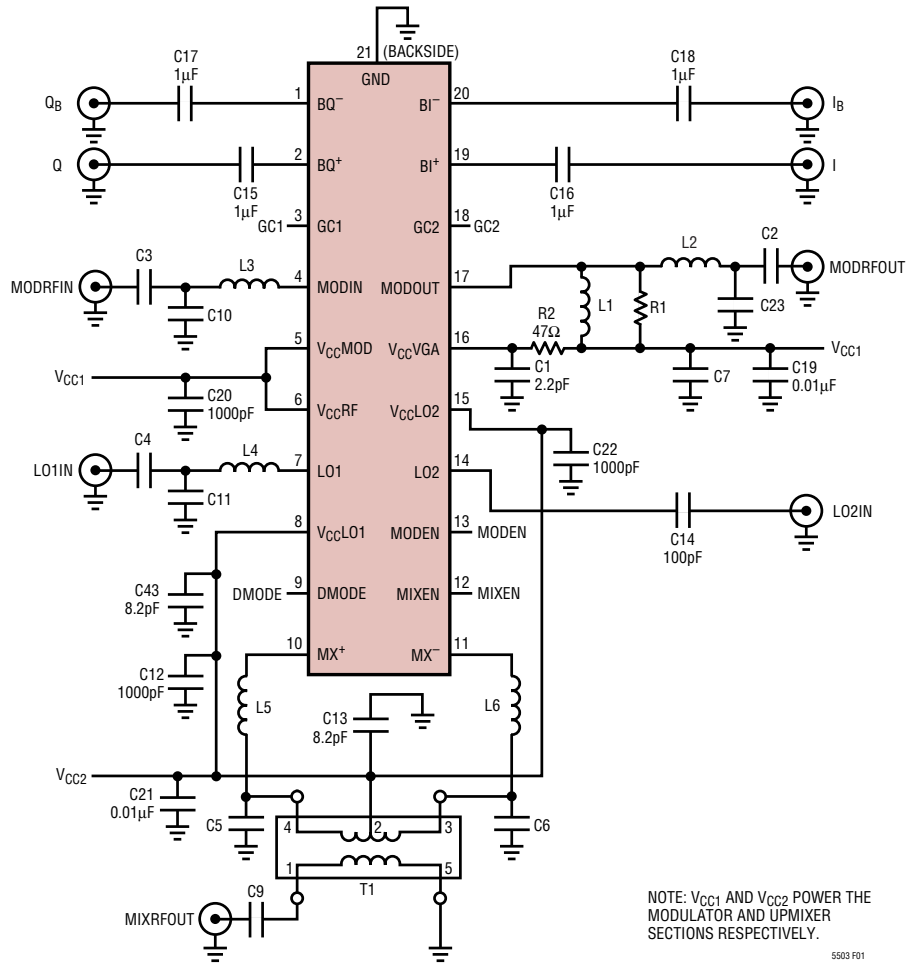 21 (BACKSIDE)
GND
C17
1µF
C18
1µF
QB
1
BQ⁻
BI⁻
20
IB
Q
2
BQ⁺
BI⁺
19
I
C15
1µF
C16
1µF
GC1
3
GC1
GC2
18
GC2
C3
L3
L2
C2
MODRFIN
4
MODIN
MODOUT
17
MODRFOUT
C10
L1
R1
C23
R2
47Ω
5
VCCMOD
VCCVGA
16
VCC1
VCC1
C20
1000pF
C1
2.2pF
C7
C19
0.01µF
6
VCCRF
VCCLO2
15
C4
L4
C22
1000pF
LO1IN
7
LO1
LO2
14
C11
LO2IN
8
VCCLO1
MODEN
13
MODEN
C14
100pF
C43
8.2pF
DMODE
9
DMODE
MIXEN
12
MIXEN
10
MX⁺
MX⁻
11
C12
1000pF
L5
C13
8.2pF
L6
VCC2
C21
0.01µF
C5
C6
4
2
3
1
5
T1
C9
MIXRFOUT
NOTE: VCC1 AND VCC2 POWER THE
MODULATOR AND UPMIXER
SECTIONS RESPECTIVELY.
5503 F01